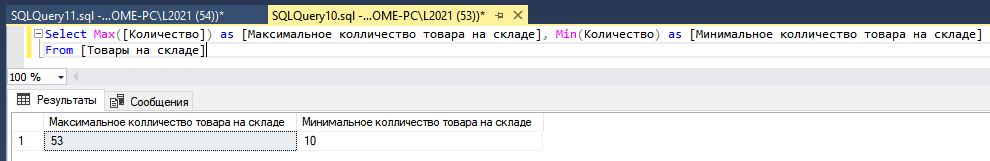 SQLQuery11.sql -...OME-PC\L2021 (54))* SQLQuery10.sql -...OME-PC\L2021 (53))*
Select Max([Количество]) as [Максимальное колличество товара на складе], Min(Количество) as [Минимальное колличество товара на складе]
From [Товары на складе]
100 %
Результаты Сообщения
Максимальное колличество товара на складе Минимальное колличество товара на складе
1 53 10